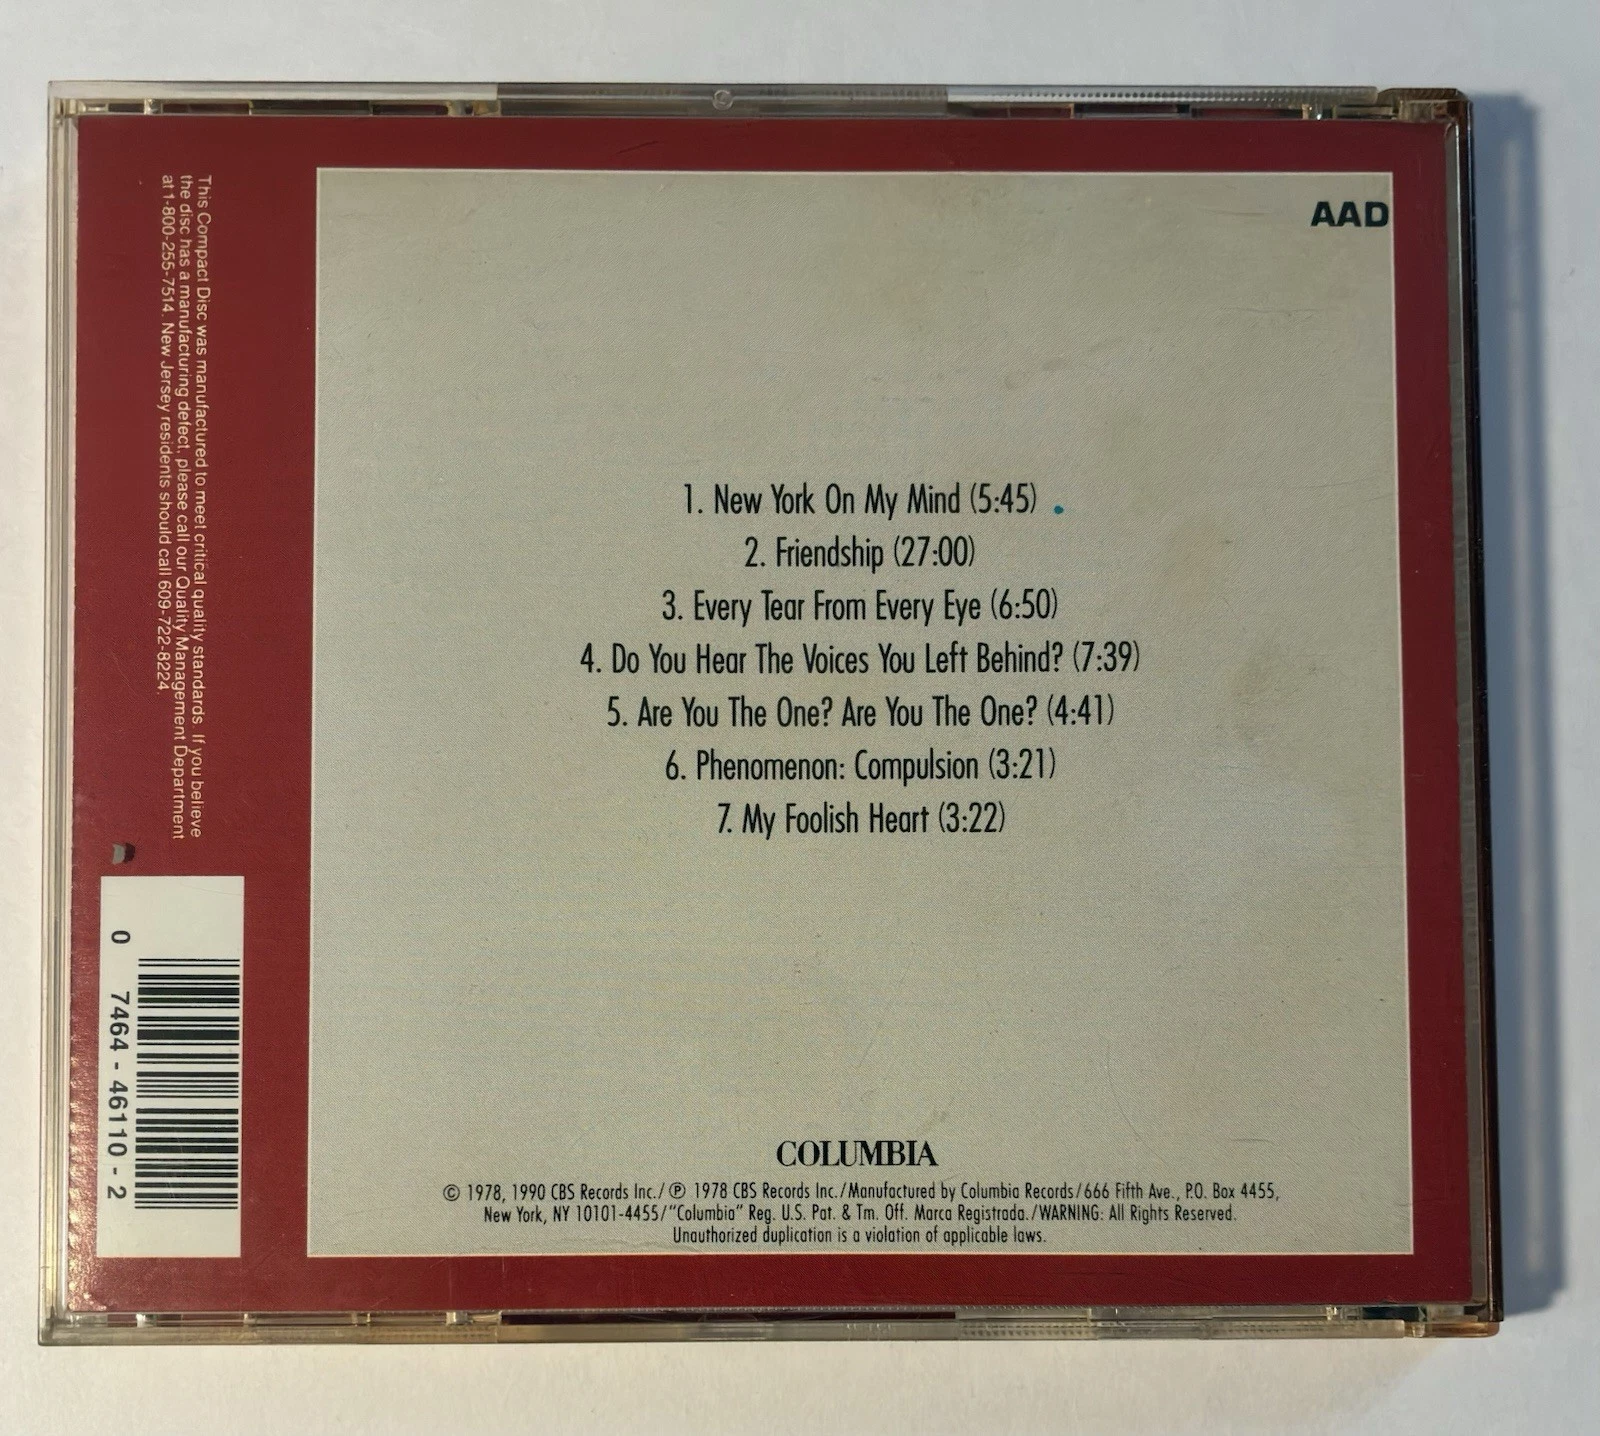 AAD
1. New York On My Mind (5:45)
2. Friendship (27:00)
3. Every Tear From Every Eye (6:50)
4. Do You Hear The Voices You Left Behind? (7:39)
5. Are You The One? Are You The One? (4:41)
6. Phenomenon: Compulsion (3:21)
7. My Foolish Heart (3:22)
COLUMBIA
© 1978, 1990 CBS Records Inc./ ℗ 1978 CBS Records Inc./Manufactured by Columbia Records/666 Fifth Ave., P.O. Box 4455,
New York, NY 10101-4455/"Columbia" Reg. U.S. Pat. & Tm. Off. Marca Registrada./WARNING: All Rights Reserved.
Unauthorized duplication is a violation of applicable laws.
This Compact Disc was manufactured to meet critical quality standards. If you believe
the disc has a manufacturing defect, please call our Quality Management Department
at 1-800-255-7514. New Jersey residents should call 609-722-8224.
0 7464 - 46110 - 2